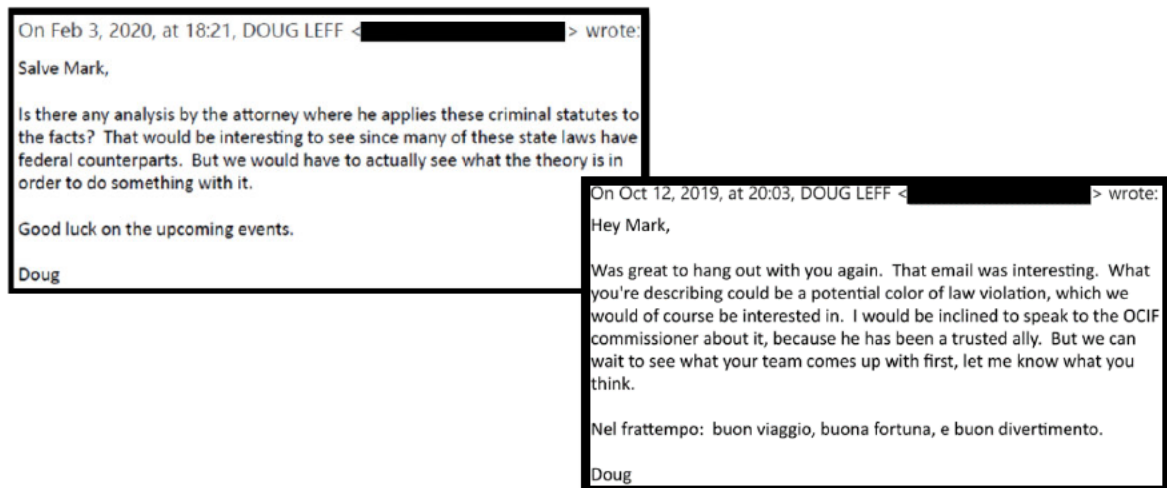 On Feb 3, 2020, at 18:21, DOUG LEFF < > wrote:
Salve Mark,
Is there any analysis by the attorney where he applies these criminal statutes to
the facts? That would be interesting to see since many of these state laws have
federal counterparts. But we would have to actually see what the theory is in
order to do something with it.
Good luck on the upcoming events.
Doug
On Oct 12, 2019, at 20:03, DOUG LEFF < > wrote:
Hey Mark,
Was great to hang out with you again. That email was interesting. What
you're describing could be a potential color of law violation, which we
would of course be interested in. I would be inclined to speak to the OCIF
commissioner about it, because he has been a trusted ally. But we can
wait to see what your team comes up with first, let me know what you
think.
Nel frattempo: buon viaggio, buona fortuna, e buon divertimento.
Doug